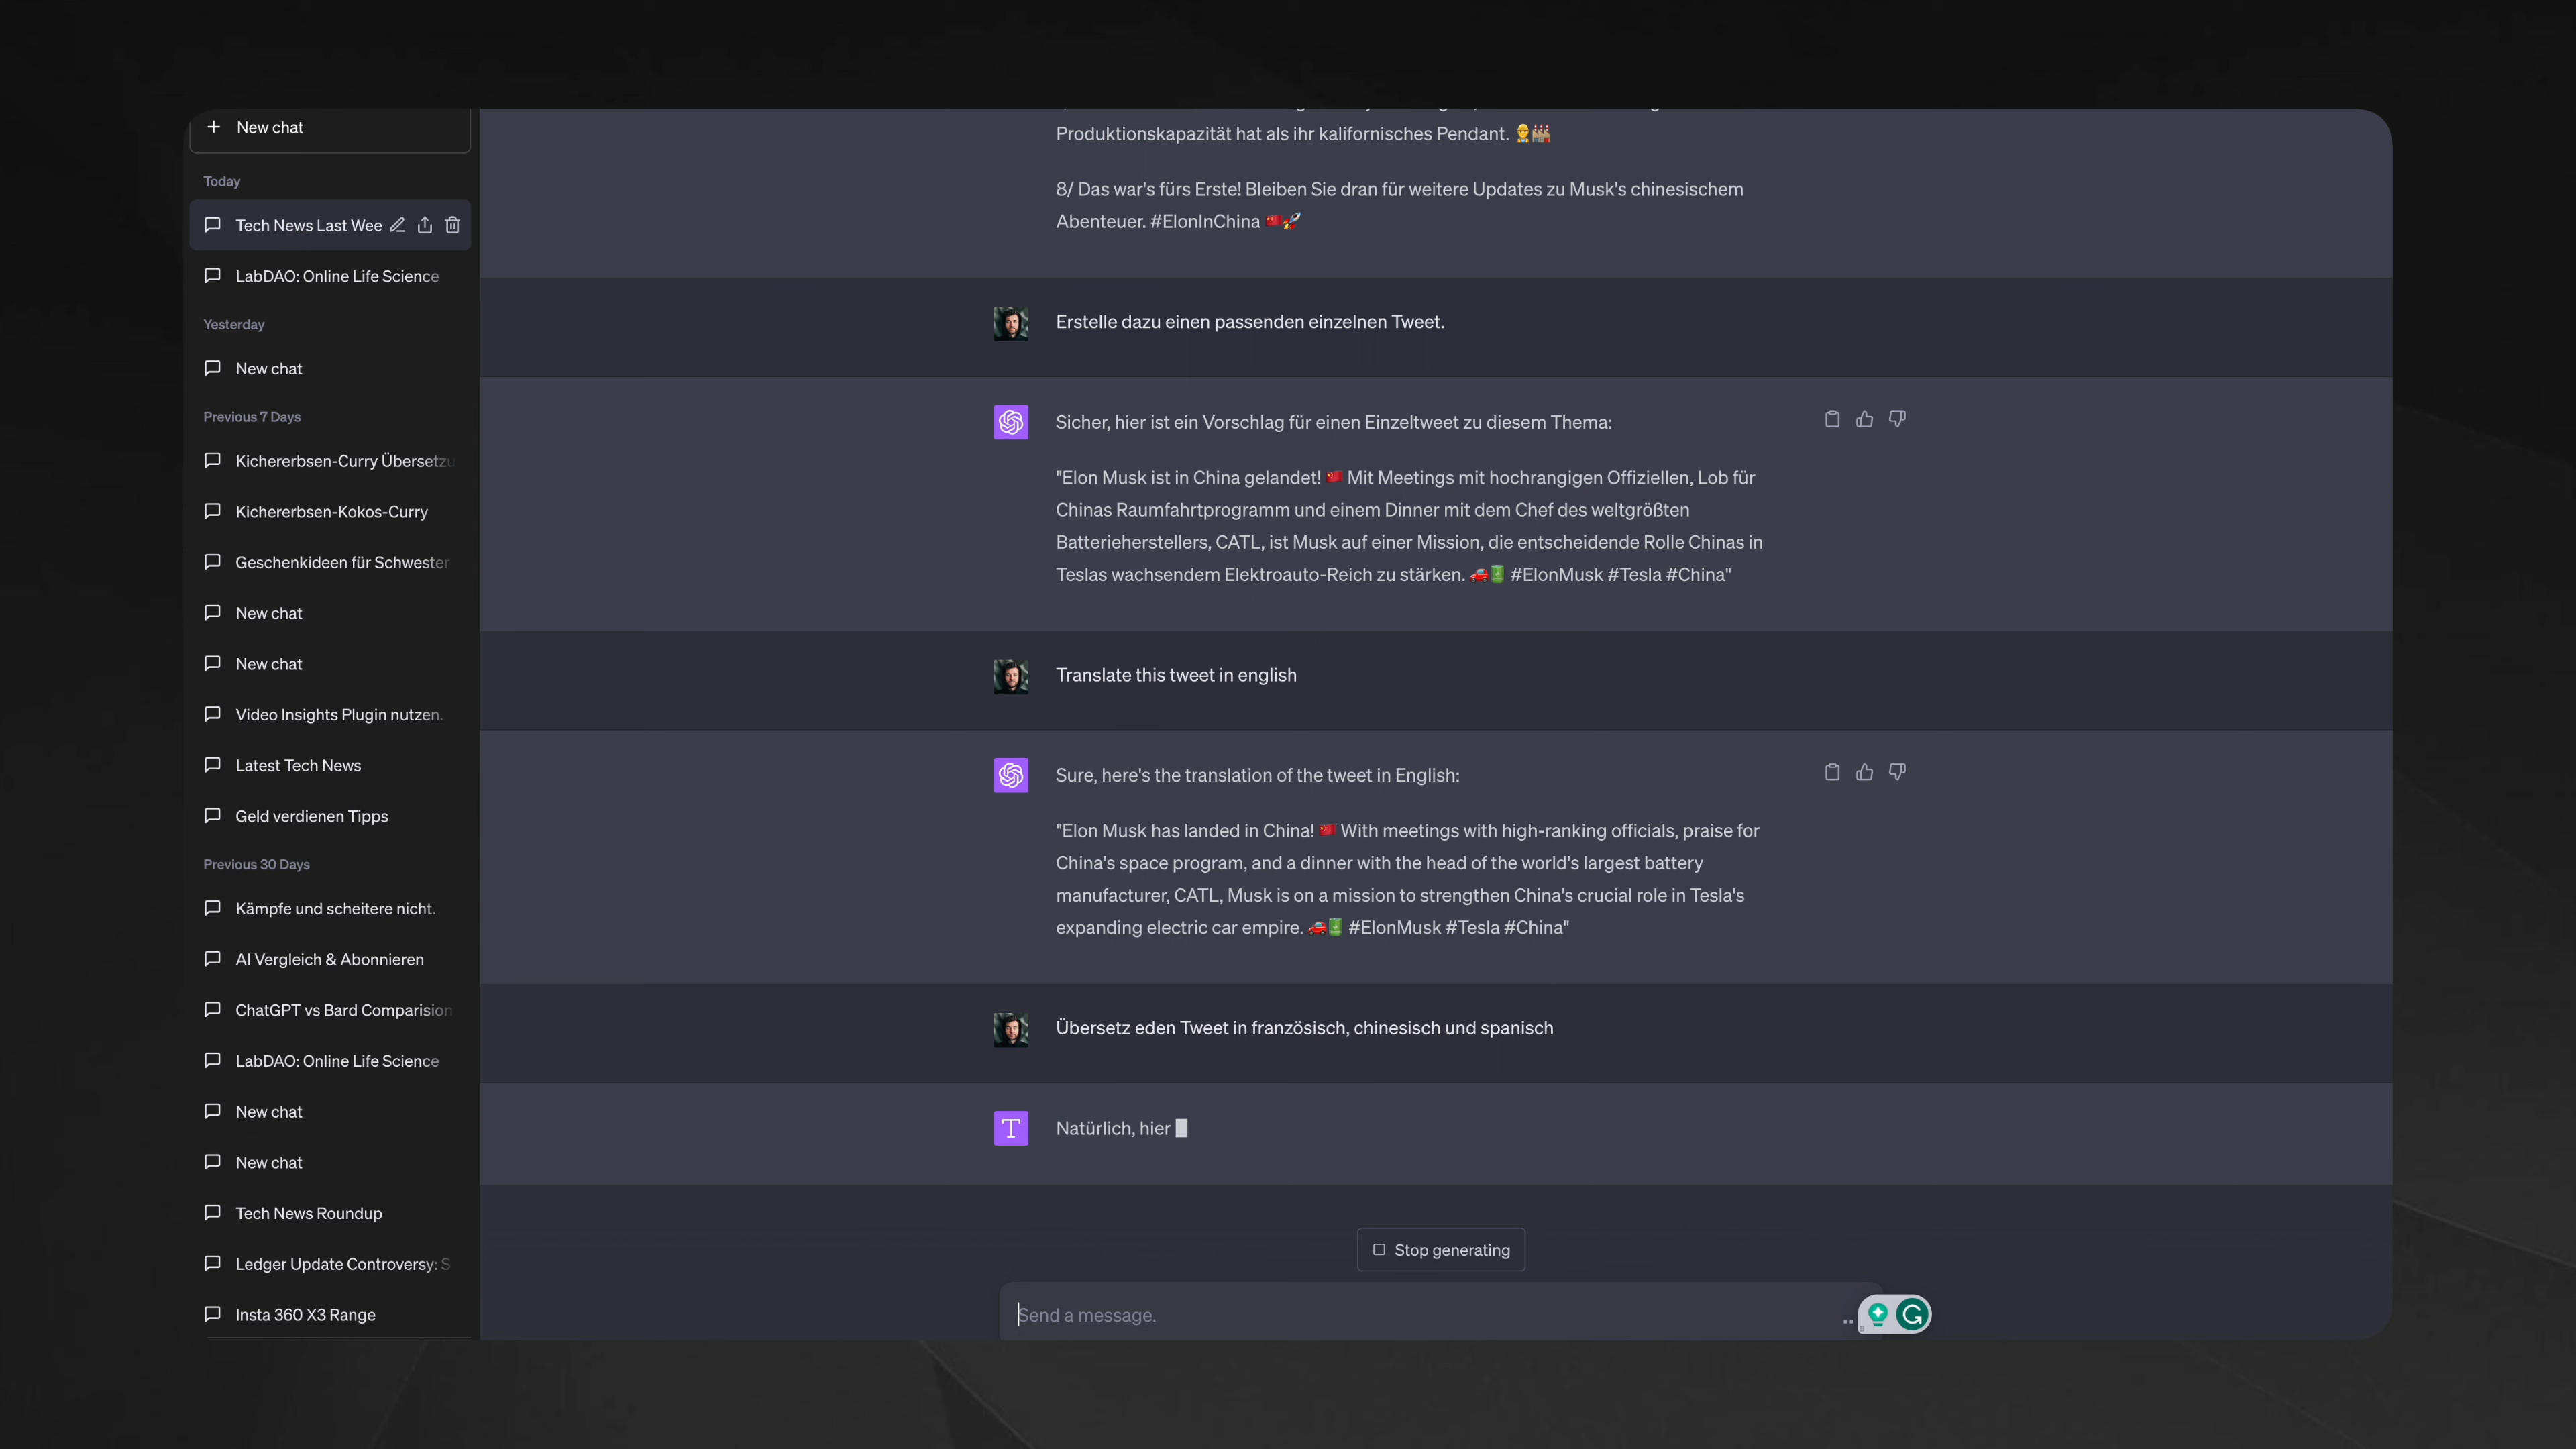 New chat
Today
Tech News Last Wee
LabDAO: Online Life Science
Yesterday
New chat
Previous 7 Days
Kichererbsen-Curry Übersetzu
Kichererbsen-Kokos-Curry
Geschenkideen für Schwester
New chat
New chat
Video Insights Plugin nutzen.
Latest Tech News
Geld verdienen Tipps
Previous 30 Days
Kämpfe und scheitere nicht.
AI Vergleich & Abonnieren
ChatGPT vs Bard Comparision
LabDAO: Online Life Science
New chat
New chat
Tech News Roundup
Ledger Update Controversy: S
Insta 360 X3 Range
Produktionskapazität hat als ihr kalifornisches Pendant. 👷🏭
8/ Das war's fürs Erste! Bleiben Sie dran für weitere Updates zu Musk's chinesischem
Abenteuer. #ElonInChina 🇨🇳🚀
Erstelle dazu einen passenden einzelnen Tweet.
Sicher, hier ist ein Vorschlag für einen Einzeltweet zu diesem Thema:
"Elon Musk ist in China gelandet! 🇨🇳 Mit Meetings mit hochrangigen Offiziellen, Lob für
Chinas Raumfahrtprogramm und einem Dinner mit dem Chef des weltgrößten
Batterieherstellers, CATL, ist Musk auf einer Mission, die entscheidende Rolle Chinas in
Teslas wachsendem Elektroauto-Reich zu stärken. 🚗🔋 #ElonMusk #Tesla #China"
Translate this tweet in english
Sure, here's the translation of the tweet in English:
"Elon Musk has landed in China! 🇨🇳 With meetings with high-ranking officials, praise for
China's space program, and a dinner with the head of the world's largest battery
manufacturer, CATL, Musk is on a mission to strengthen China's crucial role in Tesla's
expanding electric car empire. 🚗🔋 #ElonMusk #Tesla #China"
Übersetz eden Tweet in französisch, chinesisch und spanisch
T
Natürlich, hier
Stop generating
Send a message.